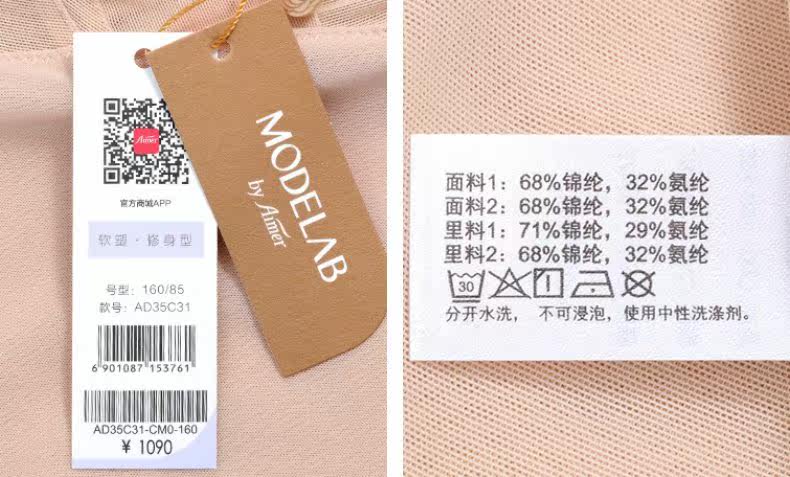 Aimer
官方商城APP
软塑·修身型
号型：160/85
款号：AD35C31
6 901087 153761
AD35C31-CM0-160
¥ 1090
MODELAB
by Aimer
面料1：68%锦纶，32%氨纶
面料2：68%锦纶，32%氨纶
里料1：71%锦纶，29%氨纶
里料2：68%锦纶，32%氨纶
30
分开水洗， 不可浸泡，使用中性洗涤剂。